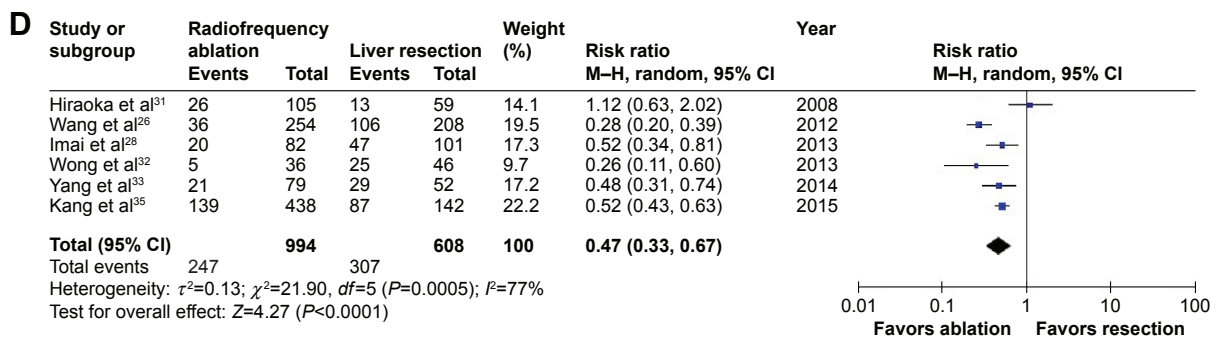 D
Study or Radiofrequency Weight Year
subgroup ablation Liver resection (%) Risk ratio Risk ratio
Events Total Events Total M–H, random, 95% CI M–H, random, 95% CI
Hiraoka et al³¹ 26 105 13 59 14.1 1.12 (0.63, 2.02) 2008
Wang et al²⁶ 36 254 106 208 19.5 0.28 (0.20, 0.39) 2012
Imai et al²⁸ 20 82 47 101 17.3 0.52 (0.34, 0.81) 2013
Wong et al³² 5 36 25 46 9.7 0.26 (0.11, 0.60) 2013
Yang et al³³ 21 79 29 52 17.2 0.48 (0.31, 0.74) 2014
Kang et al³⁵ 139 438 87 142 22.2 0.52 (0.43, 0.63) 2015
Total (95% CI) 994 608 100 0.47 (0.33, 0.67)
Total events 247 307
Heterogeneity: τ²=0.13; χ²=21.90, df=5 (P=0.0005); I²=77%
Test for overall effect: Z=4.27 (P<0.0001)
0.01 0.1 1 10 100
Favors ablation Favors resection